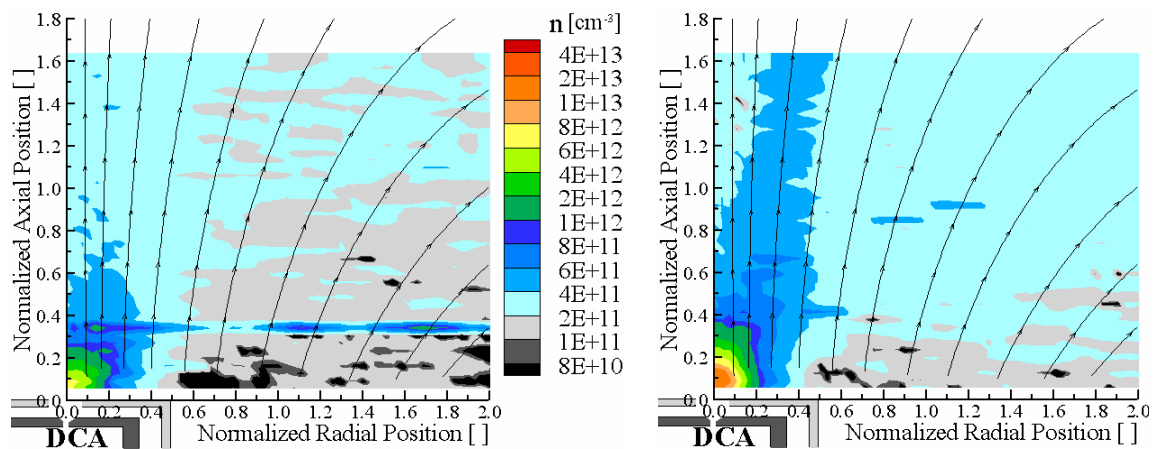 n [cm-3]
4E+13
2E+13
1E+13
8E+12
6E+12
4E+12
2E+12
1E+12
8E+11
6E+11
4E+11
2E+11
1E+11
8E+10
Normalized Axial Position [ ]
1.8
1.6
1.4
1.2
1.0
0.8
0.6
0.4
0.2
0.0
0.0 0.2 0.4 0.6 0.8 1.0 1.2 1.4 1.6 1.8 2.0
Normalized Radial Position [ ]
DCA
Normalized Axial Position [ ]
1.8
1.6
1.4
1.2
1.0
0.8
0.6
0.4
0.2
0.0
0.0 0.2 0.4 0.6 0.8 1.0 1.2 1.4 1.6 1.8 2.0
Normalized Radial Position [ ]
DCA